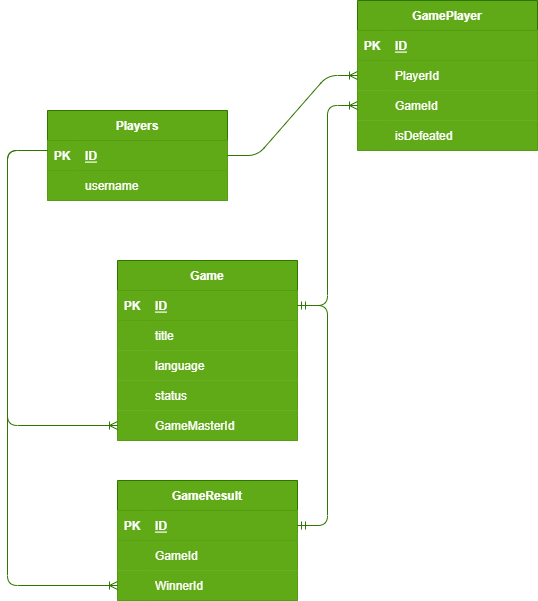 GamePlayer
PK ID
PlayerId
GameId
isDefeated
Players
PK ID
username
Game
PK ID
title
language
status
GameMasterId
GameResult
PK ID
GameId
WinnerId